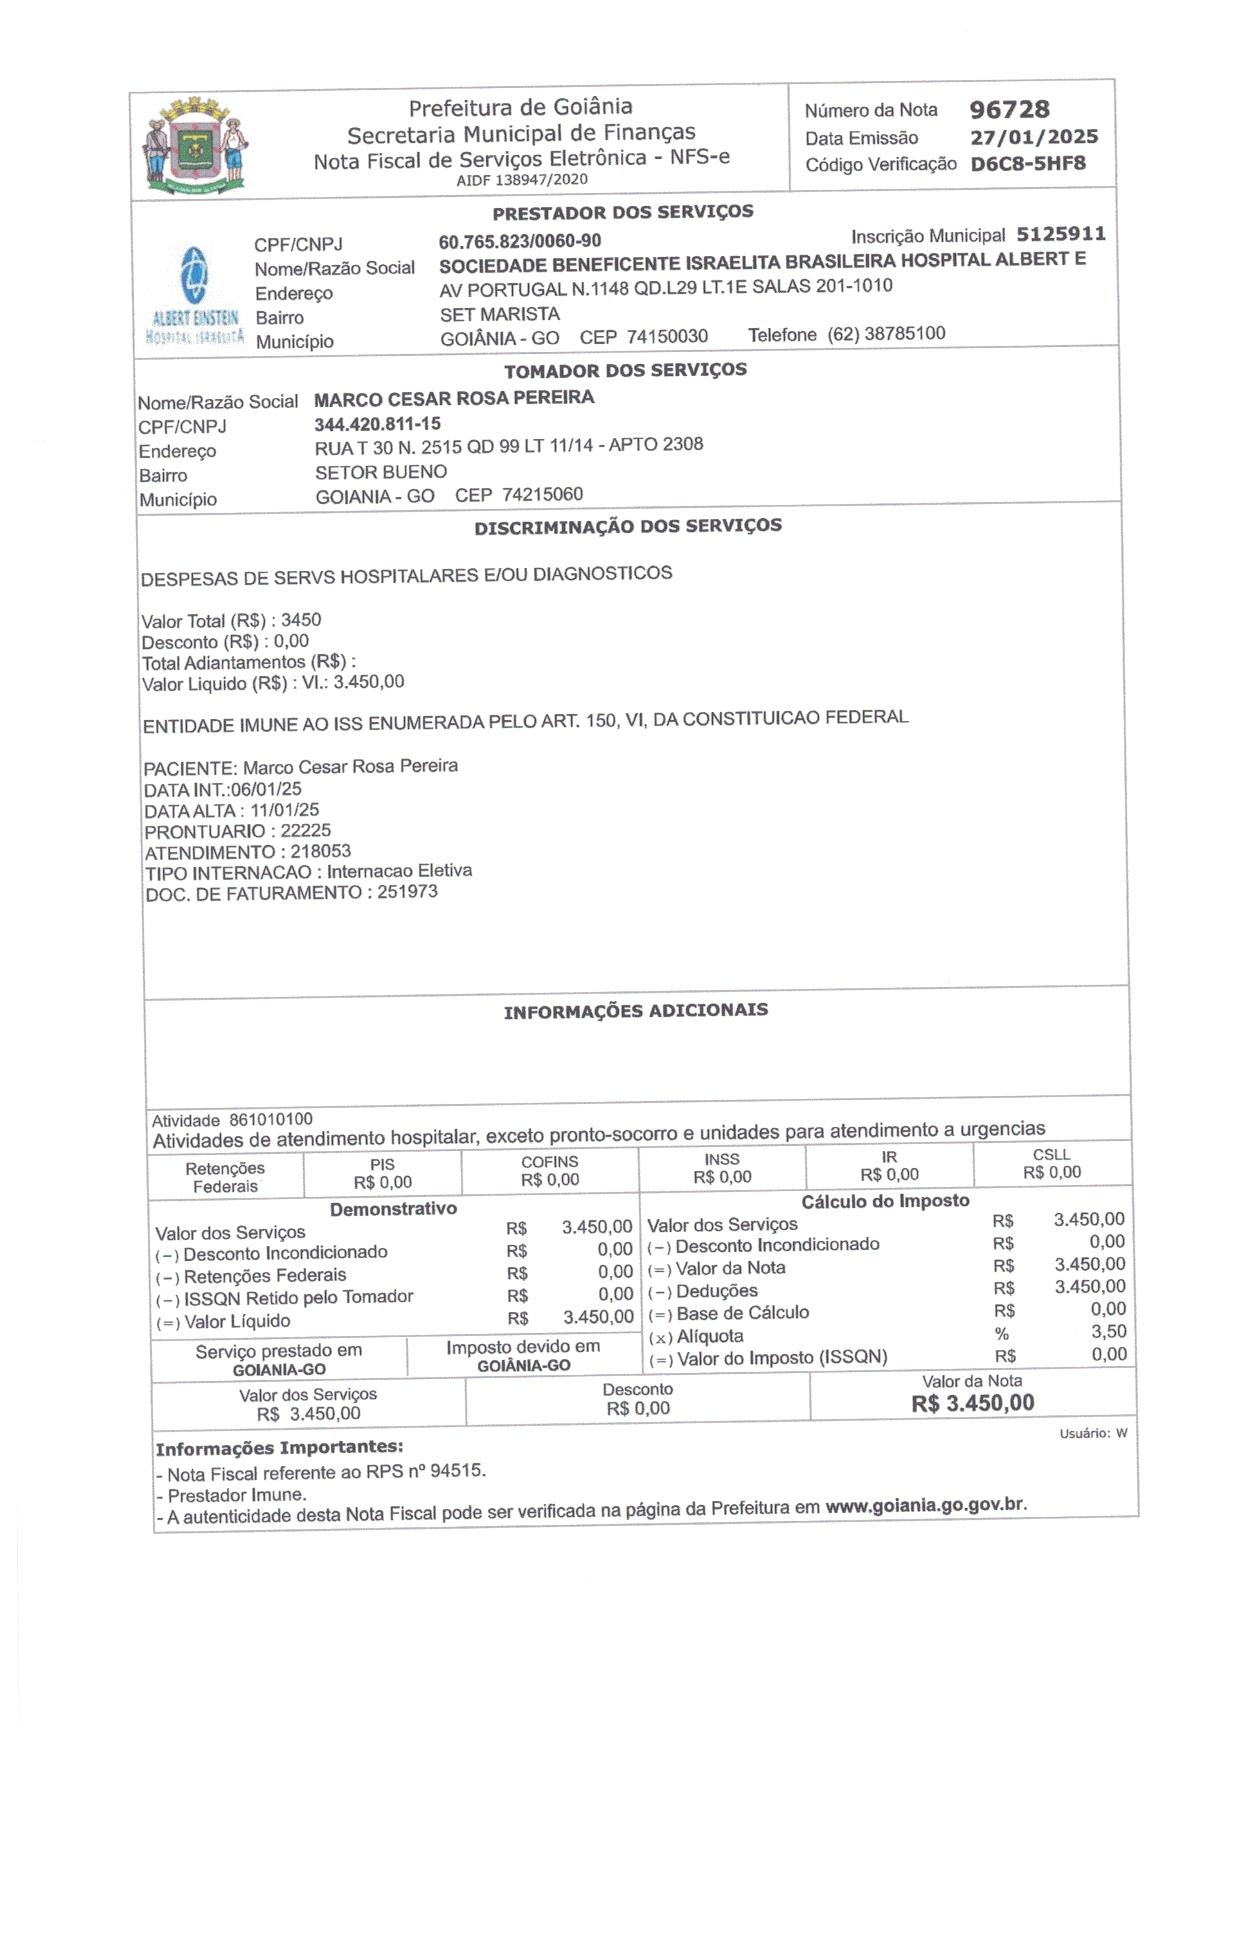 Prefeitura de Goiânia
Secretaria Municipal de Finanças
Nota Fiscal de Serviços Eletrônica - NFS-e
AIDF 138947/2020
Número da Nota 96728
Data Emissão 27/01/2025
Código Verificação D6C8-5HF8
PRESTADOR DOS SERVIÇOS
ALBERT EINSTEIN
HOSPITAL ISRAELITA
CPF/CNPJ 60.765.823/0060-90 Inscrição Municipal 5125911
Nome/Razão Social SOCIEDADE BENEFICENTE ISRAELITA BRASILEIRA HOSPITAL ALBERT E
Endereço AV PORTUGAL N.1148 QD.L29 LT.1E SALAS 201-1010
Bairro SET MARISTA
Município GOIÂNIA - GO CEP 74150030 Telefone (62) 38785100
TOMADOR DOS SERVIÇOS
Nome/Razão Social MARCO CESAR ROSA PEREIRA
CPF/CNPJ 344.420.811-15
Endereço RUA T 30 N. 2515 QD 99 LT 11/14 - APTO 2308
Bairro SETOR BUENO
Município GOIANIA - GO CEP 74215060
DISCRIMINAÇÃO DOS SERVIÇOS
DESPESAS DE SERVS HOSPITALARES E/OU DIAGNOSTICOS
Valor Total (R$) : 3450
Desconto (R$) : 0,00
Total Adiantamentos (R$) :
Valor Liquido (R$) : Vl.: 3.450,00
ENTIDADE IMUNE AO ISS ENUMERADA PELO ART. 150, VI, DA CONSTITUICAO FEDERAL
PACIENTE: Marco Cesar Rosa Pereira
DATA INT.:06/01/25
DATA ALTA : 11/01/25
PRONTUARIO : 22225
ATENDIMENTO : 218053
TIPO INTERNACAO : Internacao Eletiva
DOC. DE FATURAMENTO : 251973
INFORMAÇÕES ADICIONAIS
Atividade 861010100
Atividades de atendimento hospitalar, exceto pronto-socorro e unidades para atendimento a urgencias
Retenções Federais PIS R$ 0,00 COFINS R$ 0,00 INSS R$ 0,00 IR R$ 0,00 CSLL R$ 0,00
Demonstrativo
Valor dos Serviços R$ 3.450,00
(–) Desconto Incondicionado R$ 0,00
(–) Retenções Federais R$ 0,00
(–) ISSQN Retido pelo Tomador R$ 0,00
(=) Valor Líquido R$ 3.450,00
Cálculo do Imposto
Valor dos Serviços R$ 3.450,00
(–) Desconto Incondicionado R$ 0,00
(=) Valor da Nota R$ 3.450,00
(–) Deduções R$ 3.450,00
(=) Base de Cálculo R$ 0,00
(x) Alíquota % 3,50
(=) Valor do Imposto (ISSQN) R$ 0,00
Serviço prestado em
GOIANIA-GO
Imposto devido em
GOIÂNIA-GO
Valor dos Serviços
R$ 3.450,00
Desconto
R$ 0,00
Valor da Nota
R$ 3.450,00
Usuário: W
Informações Importantes:
- Nota Fiscal referente ao RPS nº 94515.
- Prestador Imune.
- A autenticidade desta Nota Fiscal pode ser verificada na página da Prefeitura em www.goiania.go.gov.br.